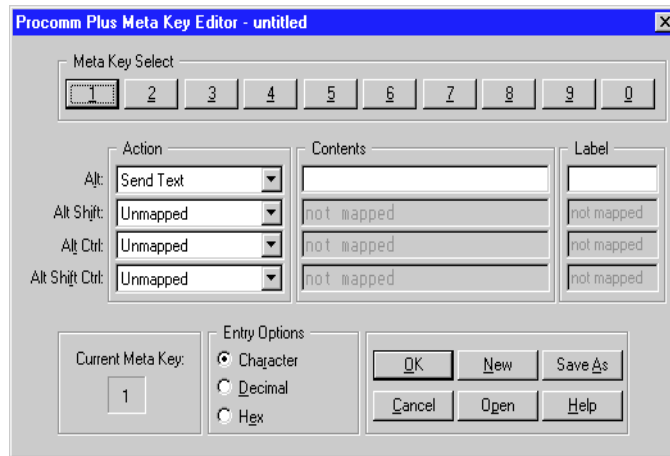 Procomm Plus Meta Key Editor - untitled
Meta Key Select
1 2 3 4 5 6 7 8 9 0
Action Contents Label
Alt: Send Text
Alt Shift: Unmapped not mapped not mapped
Alt Ctrl: Unmapped not mapped not mapped
Alt Shift Ctrl: Unmapped not mapped not mapped
Current Meta Key:
1
Entry Options
Character
Decimal
Hex
OK New Save As
Cancel Open Help